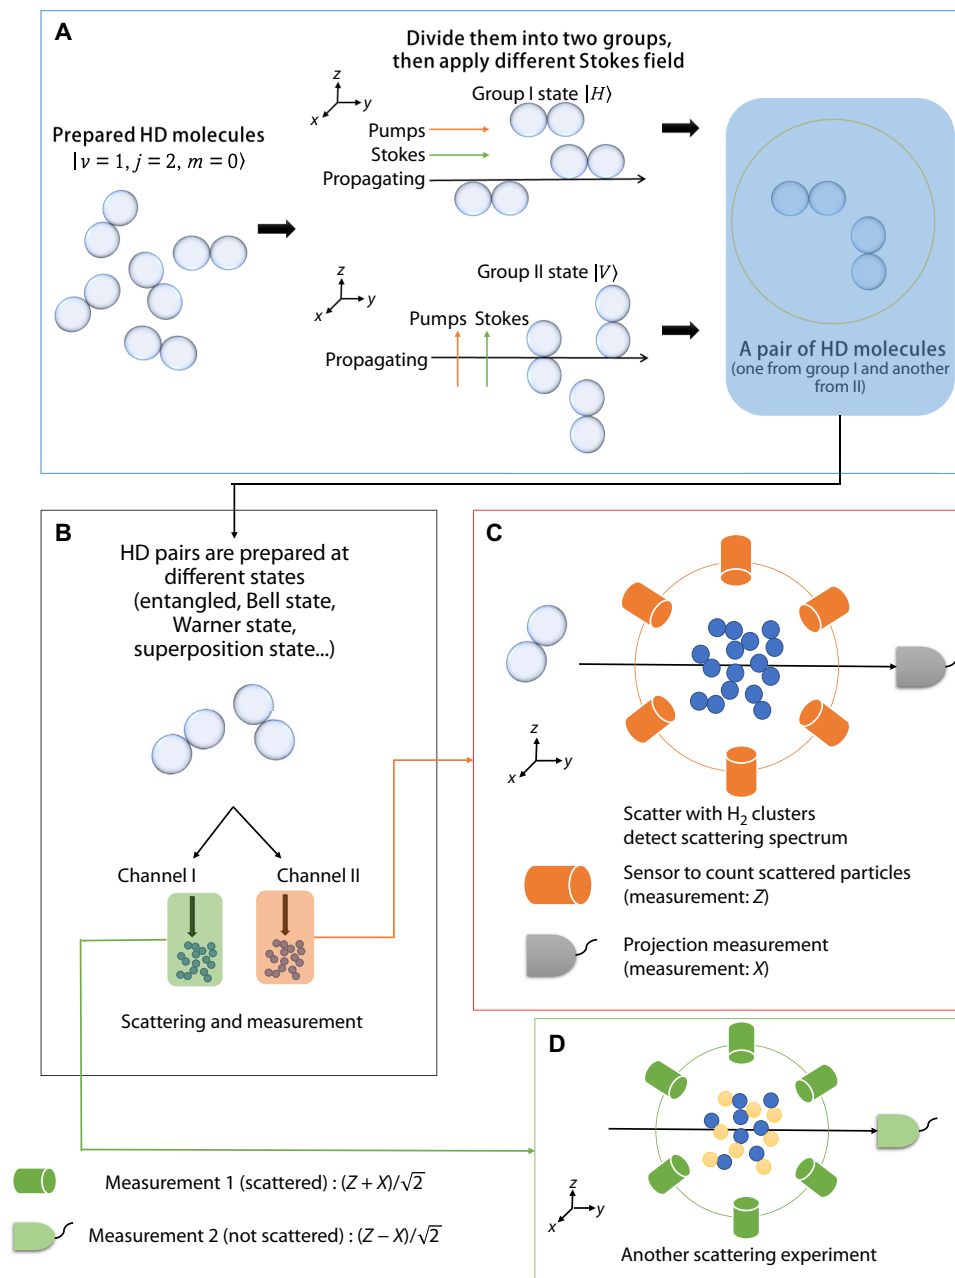 A
Divide them into two groups,
then apply different Stokes field
Prepared HD molecules
|v = 1, j = 2, m = 0⟩
z
y
x
Group I state |H⟩
Pumps
Stokes
Propagating
z
y
x
Group II state |V⟩
Pumps Stokes
Propagating
A pair of HD molecules
(one from group I and another
from II)
B
HD pairs are prepared at
different states
(entangled, Bell state,
Warner state,
superposition state...)
Channel I
Channel II
Scattering and measurement
C
z
y
x
Scatter with H₂ clusters
detect scattering spectrum
Sensor to count scattered particles
(measurement: Z)
Projection measurement
(measurement: X)
D
z
y
x
Another scattering experiment
Measurement 1 (scattered) : (Z + X)/√2
Measurement 2 (not scattered) : (Z − X)/√2